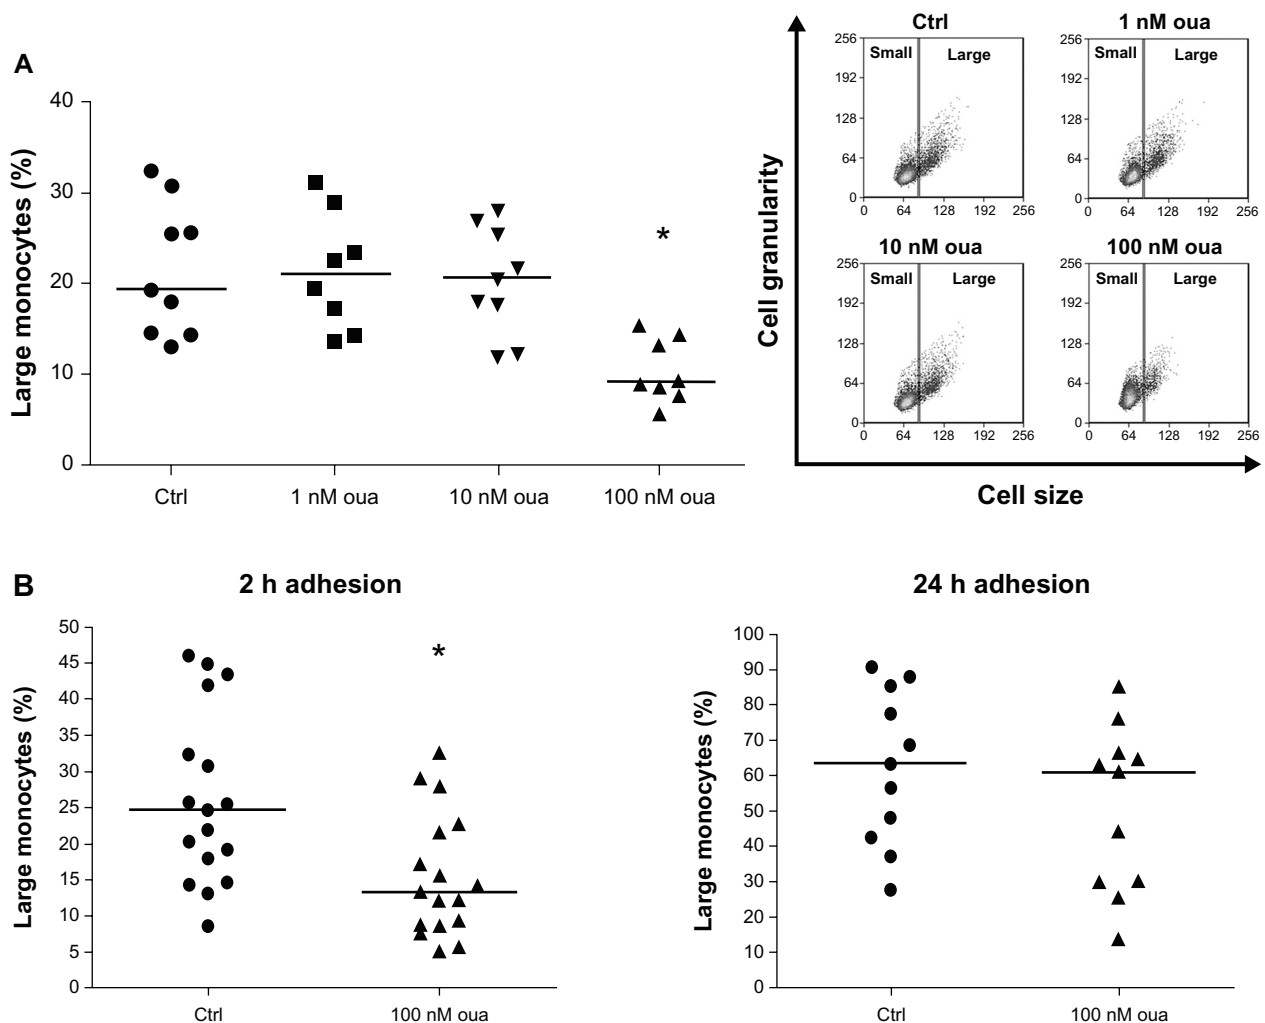 A
Large monocytes (%)
40
30
20
10
0
Ctrl
1 nM oua
10 nM oua
100 nM oua
*
Cell granularity
Cell size
Ctrl
256
192
128
64
0
Small
Large
0 64 128 192 256
1 nM oua
256
192
128
64
0
Small
Large
0 64 128 192 256
10 nM oua
256
192
128
64
0
Small
Large
0 64 128 192 256
100 nM oua
256
192
128
64
0
Small
Large
0 64 128 192 256
B
2 h adhesion
Large monocytes (%)
50
45
40
35
30
25
20
15
10
5
0
*
Ctrl
100 nM oua
24 h adhesion
Large monocytes (%)
100
90
80
70
60
50
40
30
20
10
0
Ctrl
100 nM oua